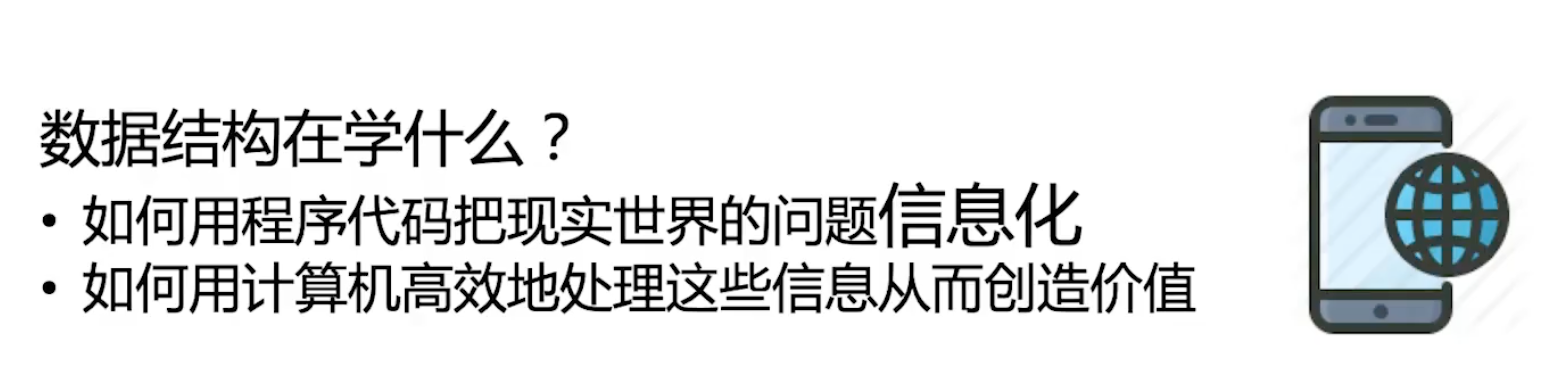 数据结构在学什么？
• 如何用程序代码把现实世界的问题信息化
• 如何用计算机高效地处理这些信息从而创造价值